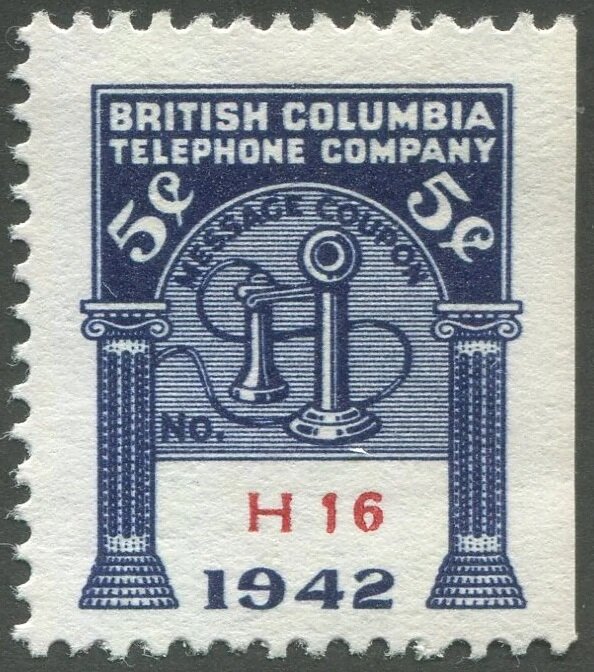 BRITISH COLUMBIA
TELEPHONE COMPANY
5¢ 5¢
MESSAGE COUPON
No.
H 16
1942